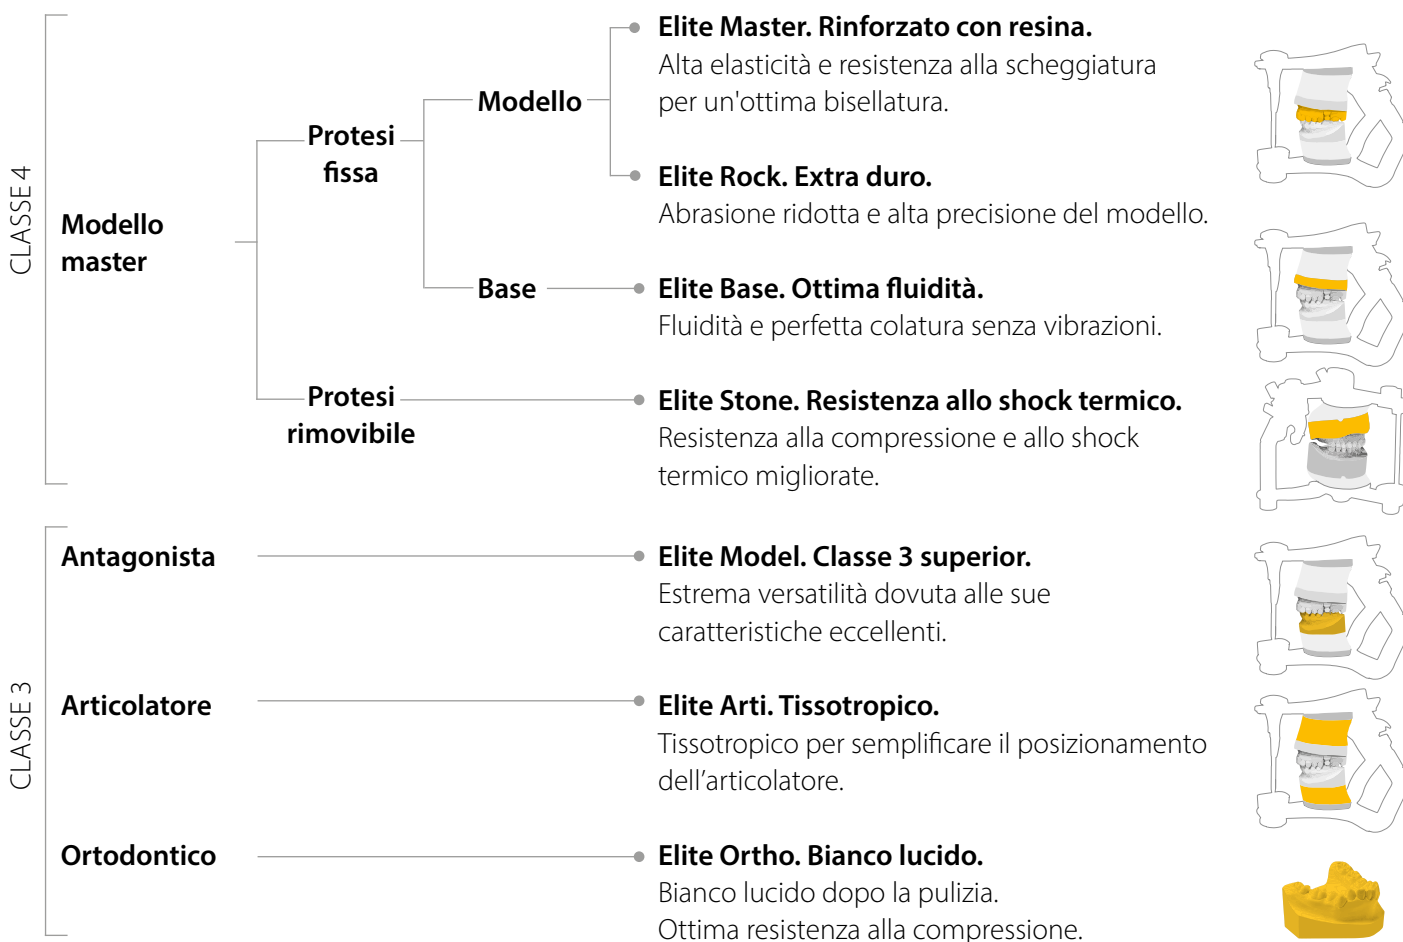 CLASSE 4
Modello
master
Protesi
fissa
Modello
Elite Master. Rinforzato con resina.
Alta elasticità e resistenza alla scheggiatura
per un'ottima bisellatura.
Elite Rock. Extra duro.
Abrasione ridotta e alta precisione del modello.
Base
Elite Base. Ottima fluidità.
Fluidità e perfetta colatura senza vibrazioni.
Protesi
rimovibile
Elite Stone. Resistenza allo shock termico.
Resistenza alla compressione e allo shock
termico migliorate.
CLASSE 3
Antagonista
Elite Model. Classe 3 superior.
Estrema versatilità dovuta alle sue
caratteristiche eccellenti.
Articolatore
Elite Arti. Tissotropico.
Tissotropico per semplificare il posizionamento
dell’articolatore.
Ortodontico
Elite Ortho. Bianco lucido.
Bianco lucido dopo la pulizia.
Ottima resistenza alla compressione.